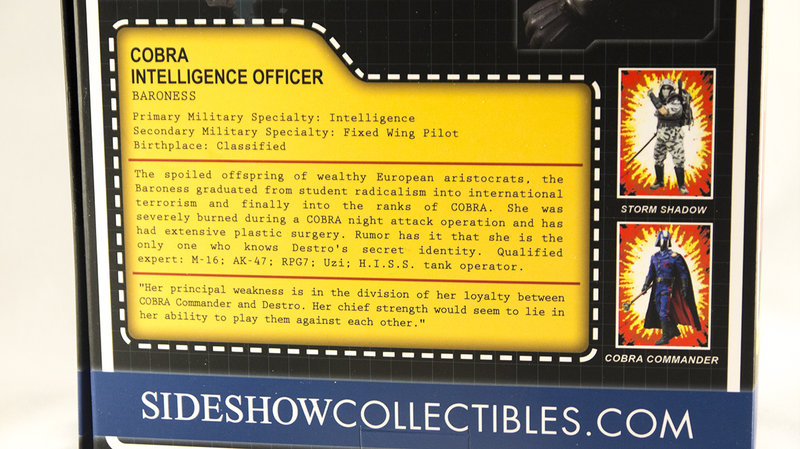 COBRA
INTELLIGENCE OFFICER
BARONESS
Primary Military Specialty: Intelligence
Secondary Military Specialty: Fixed Wing Pilot
Birthplace: Classified
The spoiled offspring of wealthy European aristocrats, the
Baroness graduated from student radicalism into international
terrorism and finally into the ranks of COBRA. She was
severely burned during a COBRA night attack operation and has
had extensive plastic surgery. Rumor has it that she is the
only one who knows Destro's secret identity. Qualified
expert: M-16; AK-47; RPG7; Uzi; H.I.S.S. tank operator.
"Her principal weakness is in the division of her loyalty between
COBRA Commander and Destro. Her chief strength would seem to lie in
her ability to play them against each other."
STORM SHADOW
COBRA COMMANDER
SIDESHOWCOLLECTIBLES.COM